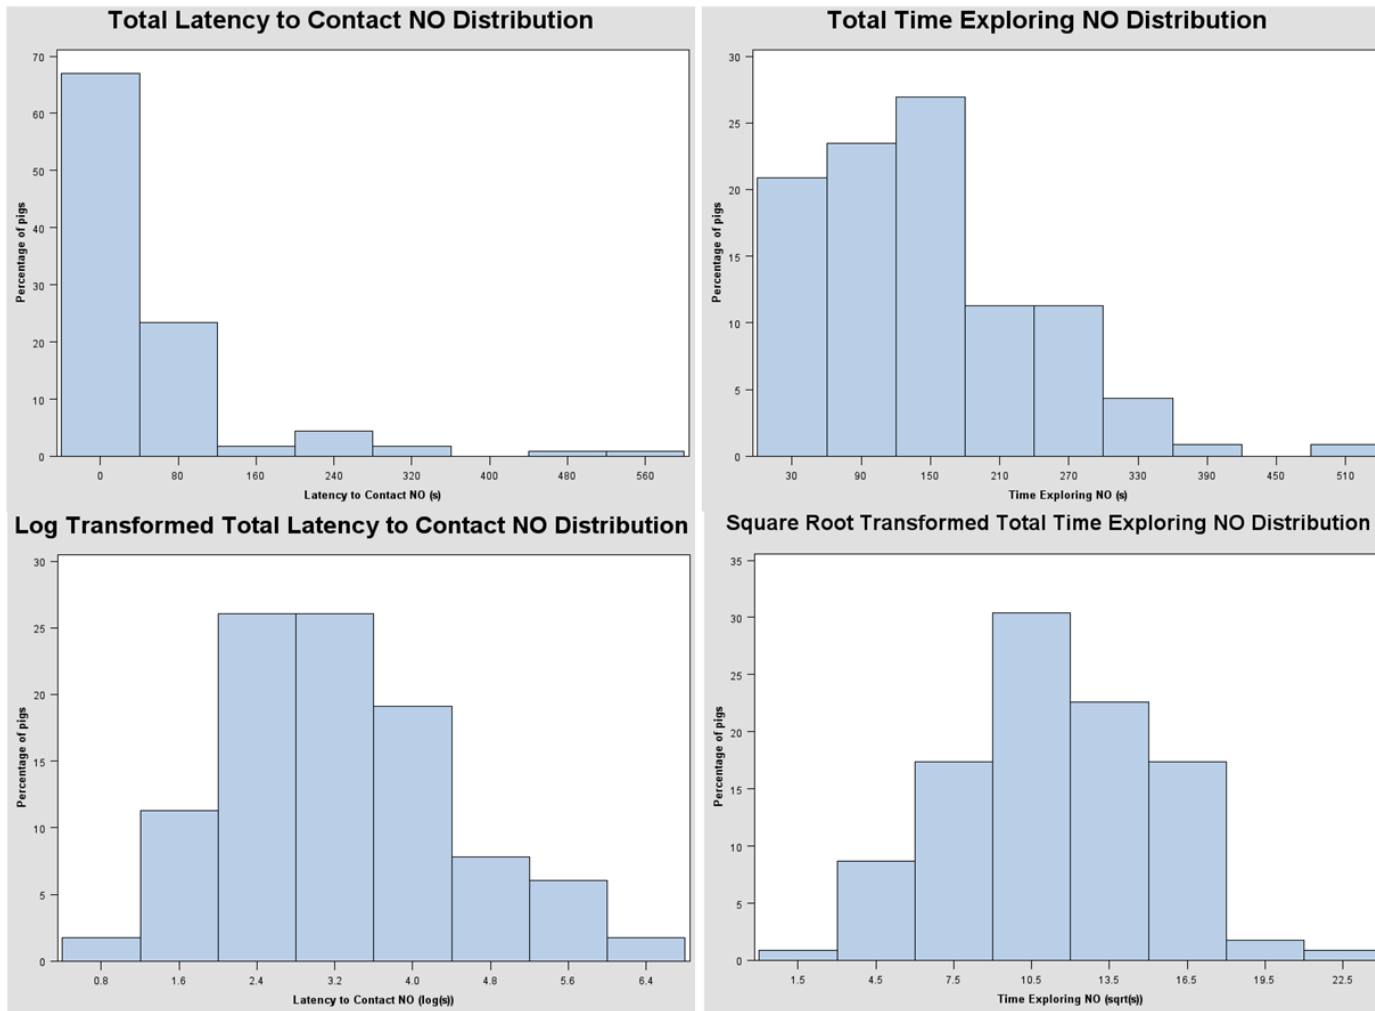 Total Latency to Contact NO Distribution
70
60
50
40
30
20
10
0
Percentage of pigs
0 80 160 240 320 400 480 560
Latency to Contact NO (s)
Total Time Exploring NO Distribution
30
25
20
15
10
5
0
Percentage of pigs
30 90 150 210 270 330 390 450 510
Time Exploring NO (s)
Log Transformed Total Latency to Contact NO Distribution
30
25
20
15
10
5
0
Percentage of pigs
0.8 1.6 2.4 3.2 4.0 4.8 5.6 6.4
Latency to Contact NO (log(s))
Square Root Transformed Total Time Exploring NO Distribution
35
30
25
20
15
10
5
0
Percentage of pigs
1.5 4.5 7.5 10.5 13.5 16.5 19.5 22.5
Time Exploring NO (sqrt(s))